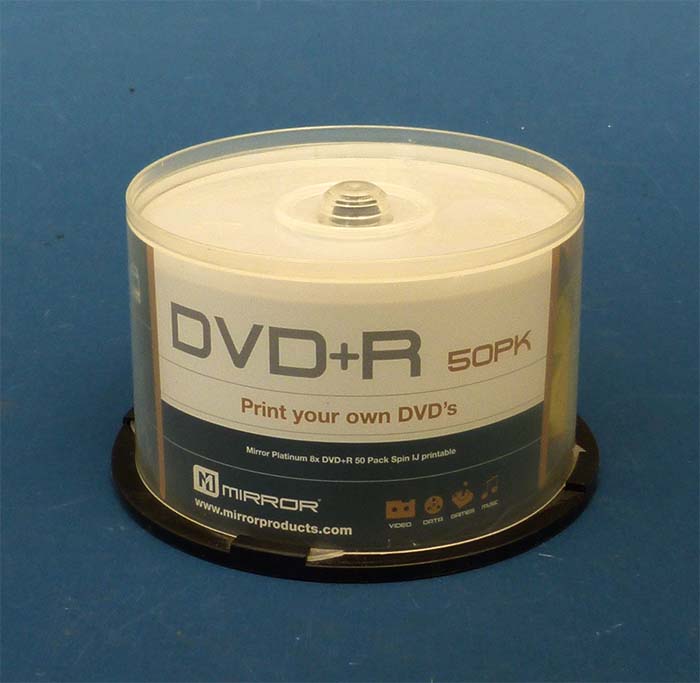 DVD+R 50PK
Print your own DVD's
Mirror Platinum 8x DVD+R 50 Pack Spin IJ printable
M MIRROR®
www.mirrorproducts.com
VIDEO DATA GAMES MUSIC